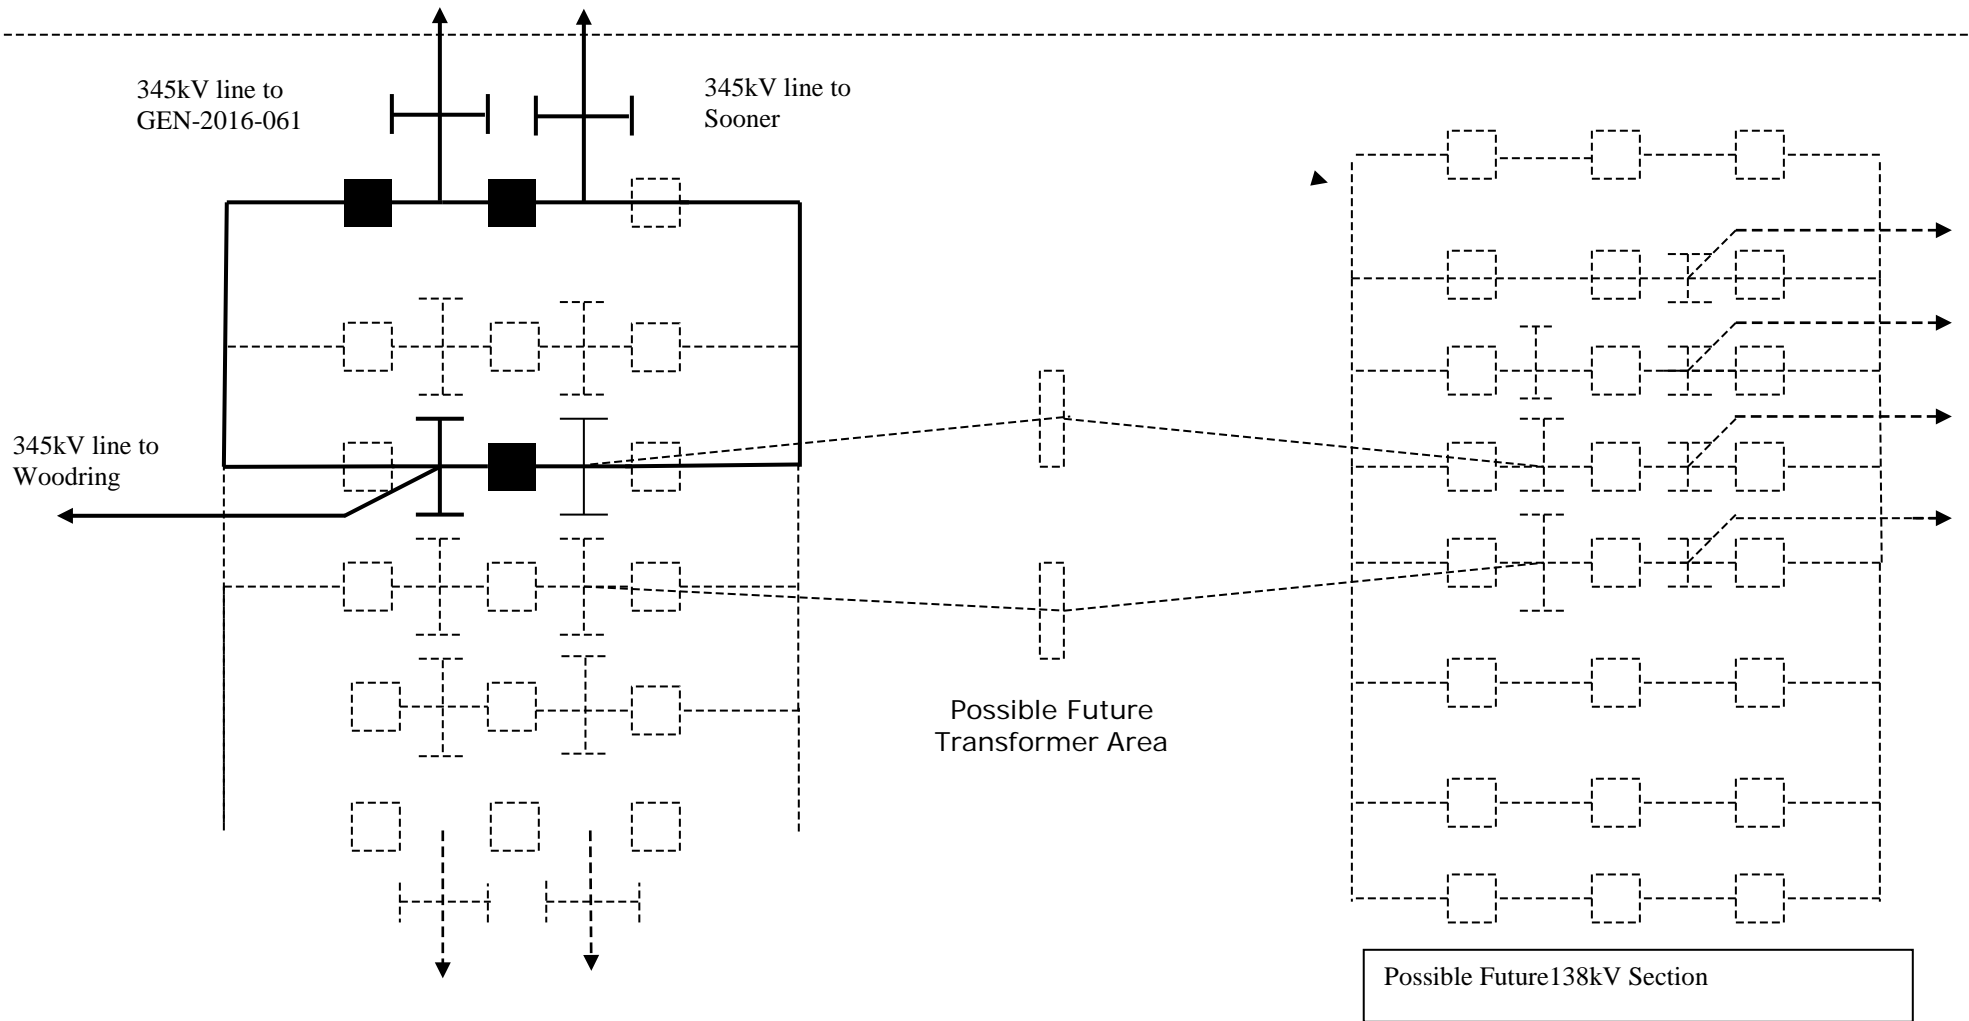 345kV line to
GEN-2016-061
345kV line to
Sooner
345kV line to
Woodring
Possible Future
Transformer Area
Possible Future138kV Section